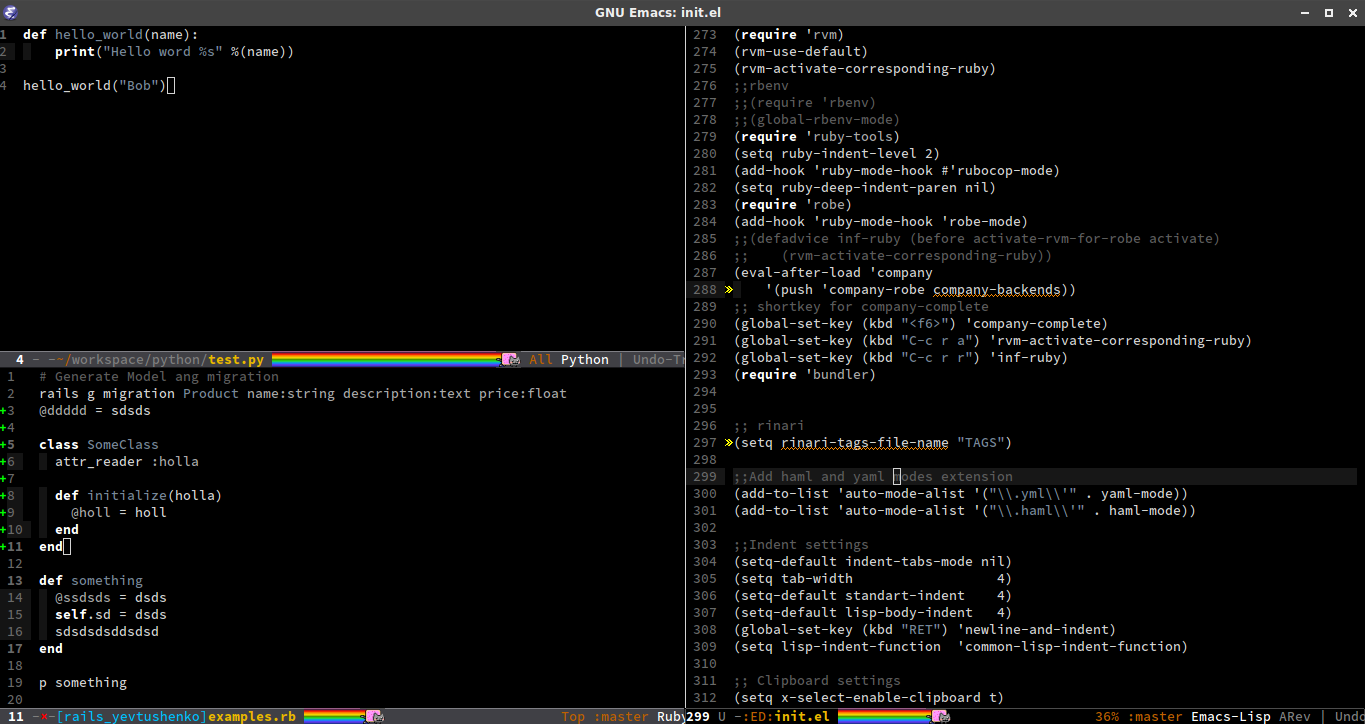 GNU Emacs: init.el
1 def hello_world(name):
2 print("Hello word %s" %(name))
3
4 hello_world("Bob")
4 - -~/workspace/python/test.py All Python | Undo-Tr
1 # Generate Model ang migration
2 rails g migration Product name:string description:text price:float
+3 @ddddd = sdsds
+4
+5 class SomeClass
+6 attr_reader :holla
+7
+8 def initialize(holla)
+9 @holl = holl
+10 end
+11 end
12
13 def something
14 @ssdsds = dsds
15 self.sd = dsds
16 sdsdsdsddsdsd
17 end
18
19 p something
20
11 -×-[rails_yevtushenko]examples.rb Top :master Ruby
273 (require 'rvm)
274 (rvm-use-default)
275 (rvm-activate-corresponding-ruby)
276 ;;rbenv
277 ;;(require 'rbenv)
278 ;;(global-rbenv-mode)
279 (require 'ruby-tools)
280 (setq ruby-indent-level 2)
281 (add-hook 'ruby-mode-hook #'rubocop-mode)
282 (setq ruby-deep-indent-paren nil)
283 (require 'robe)
284 (add-hook 'ruby-mode-hook 'robe-mode)
285 ;;(defadvice inf-ruby (before activate-rvm-for-robe activate)
286 ;; (rvm-activate-corresponding-ruby))
287 (eval-after-load 'company
288 » '(push 'company-robe company-backends))
289 ;; shortkey for company-complete
290 (global-set-key (kbd "<f6>") 'company-complete)
291 (global-set-key (kbd "C-c r a") 'rvm-activate-corresponding-ruby)
292 (global-set-key (kbd "C-c r r") 'inf-ruby)
293 (require 'bundler)
294
295
296 ;; rinari
297 »(setq rinari-tags-file-name "TAGS")
298
299 ;;Add haml and yaml modes extension
300 (add-to-list 'auto-mode-alist '("\\.yml\\'" . yaml-mode))
301 (add-to-list 'auto-mode-alist '("\\.haml\\'" . haml-mode))
302
303 ;;Indent settings
304 (setq-default indent-tabs-mode nil)
305 (setq tab-width 4)
306 (setq-default standart-indent 4)
307 (setq-default lisp-body-indent 4)
308 (global-set-key (kbd "RET") 'newline-and-indent)
309 (setq lisp-indent-function 'common-lisp-indent-function)
310
311 ;; Clipboard settings
312 (setq x-select-enable-clipboard t)
299 U -:ED:init.el 36% :master Emacs-Lisp ARev | Undo